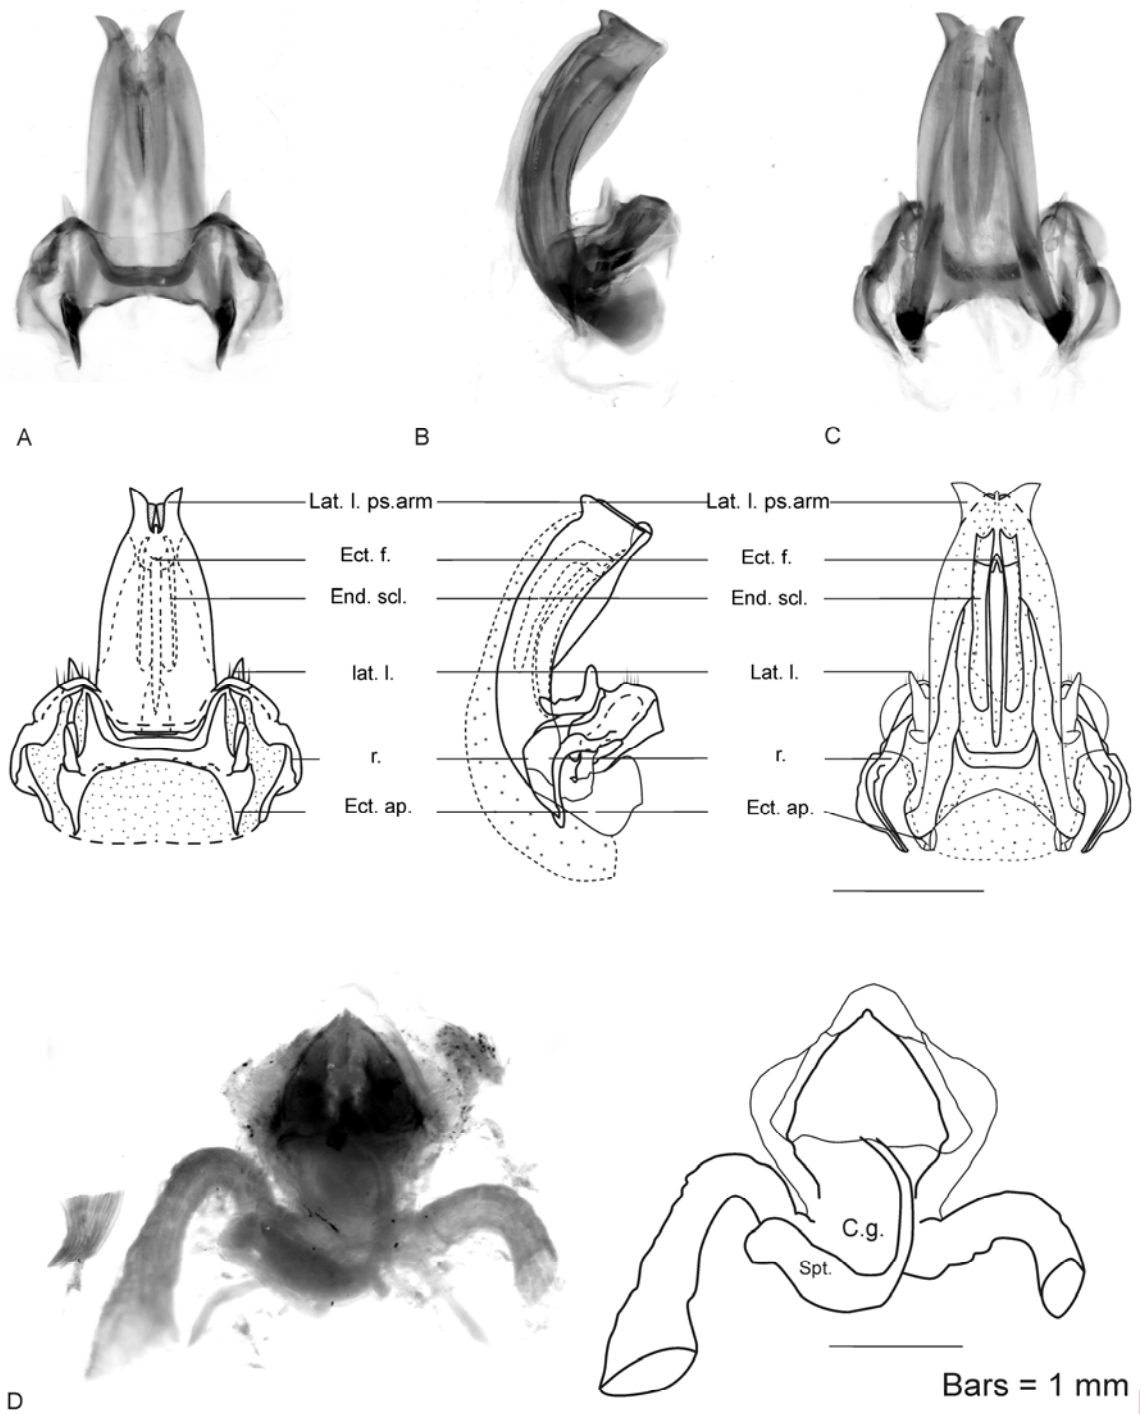 A
B
C
Lat. l. ps.arm
Lat. l. ps.arm
Ect. f.
Ect. f.
End. scl.
End. scl.
lat. l.
Lat. l.
r.
r.
Ect. ap.
Ect. ap.
C.g.
Spt.
Bars = 1 mm
D